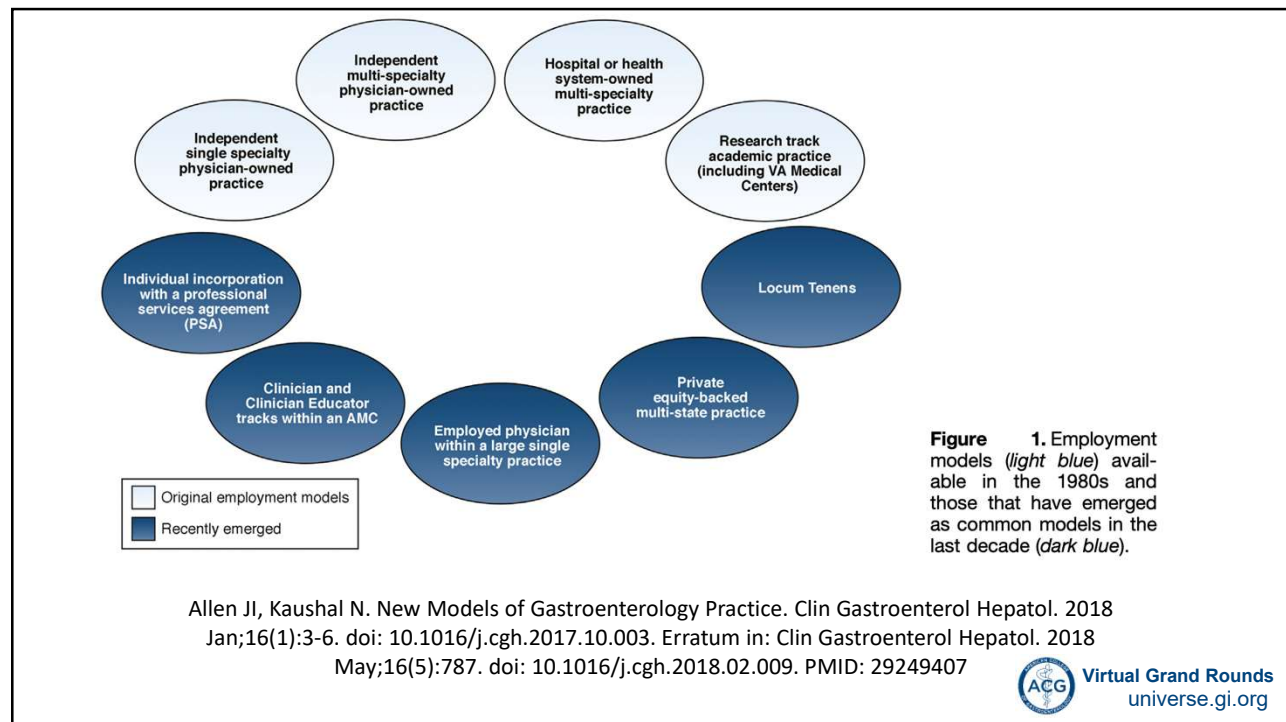 Independent
multi-specialty
physician-owned
practice
Hospital or health
system-owned
multi-specialty
practice
Independent
single specialty
physician-owned
practice
Research track
academic practice
(including VA Medical
Centers)
Individual incorporation
with a professional
services agreement
(PSA)
Locum Tenens
Clinician and
Clinician Educator
tracks within an AMC
Private
equity-backed
multi-state practice
Employed physician
within a large single
specialty practice
Original employment models
Recently emerged
Figure 1. Employment
models (light blue) avail-
able in the 1980s and
those that have emerged
as common models in the
last decade (dark blue).
Allen JI, Kaushal N. New Models of Gastroenterology Practice. Clin Gastroenterol Hepatol. 2018
Jan;16(1):3-6. doi: 10.1016/j.cgh.2017.10.003. Erratum in: Clin Gastroenterol Hepatol. 2018
May;16(5):787. doi: 10.1016/j.cgh.2018.02.009. PMID: 29249407
ACG
Virtual Grand Rounds
universe.gi.org